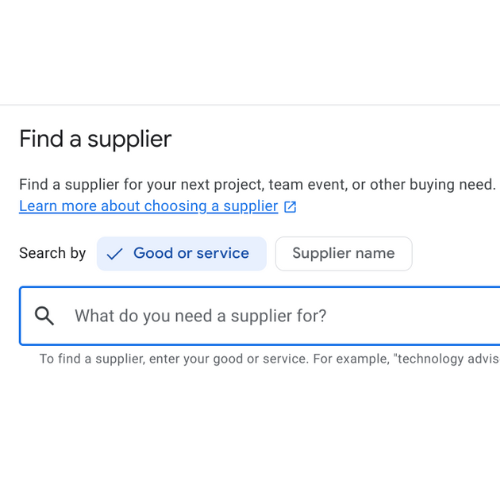 Find a supplier
Find a supplier for your next project, team event, or other buying need.
Learn more about choosing a supplier
Search by Good or service Supplier name
What do you need a supplier for?
To find a supplier, enter your good or service. For example, "technology advis